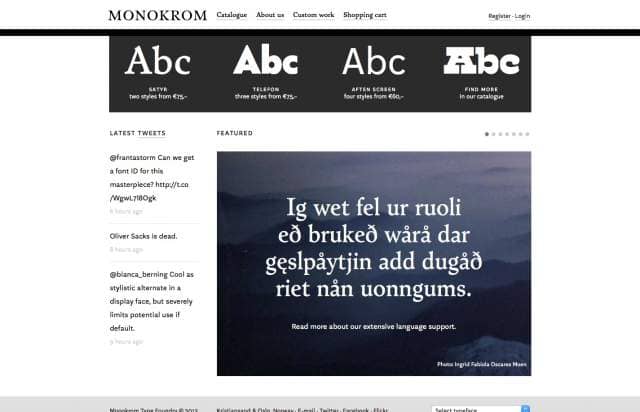 MONOKROM Catalogue About us Custom work Shopping cart Register · Login
Abc Abc Abc Abc
SATYR TELEFON AFTEN SCREEN FIND MORE
two styles from €75,– three styles from €75,– four styles from €60,– in our catalogue
LATEST TWEETS
@frantastorm Can we get
a font ID for this
masterpiece? http://t.co
/WgwL718Ogk
6 hours ago
Oliver Sacks is dead.
8 hours ago
@bianca_berning Cool as
stylistic alternate in a
display face, but severely
limits potential use if
default.
9 hours ago
FEATURED
Ig wet fel ur ruoli
eð brukeð wårå dar
gęslpåytjin add dugåð
riet nån uonngums.
Read more about our extensive language support.
Photo Ingrid Fabiola Oscarea Moen
Monokrom Type Foundry © 2012 Kristiansand & Oslo, Norway · E-mail · Twitter · Facebook · Flickr Select typeface